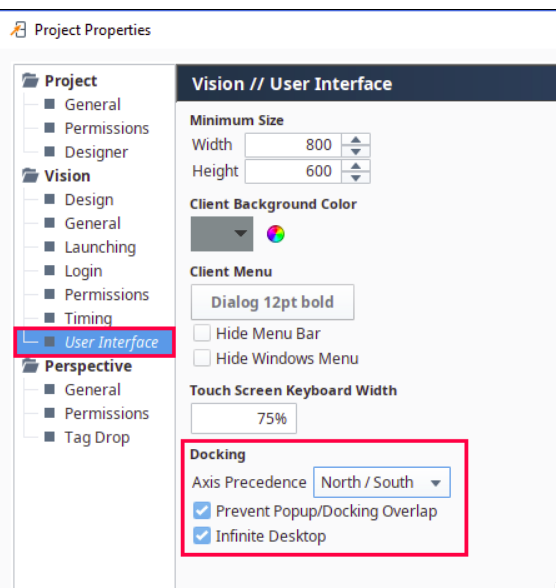 Project Properties
Project
General
Permissions
Designer
Vision
Design
General
Launching
Login
Permissions
Timing
User Interface
Perspective
General
Permissions
Tag Drop
Vision // User Interface
Minimum Size
Width 800
Height 600
Client Background Color
Client Menu
Dialog 12pt bold
Hide Menu Bar
Hide Windows Menu
Touch Screen Keyboard Width
75%
Docking
Axis Precedence North / South
Prevent Popup/Docking Overlap
Infinite Desktop